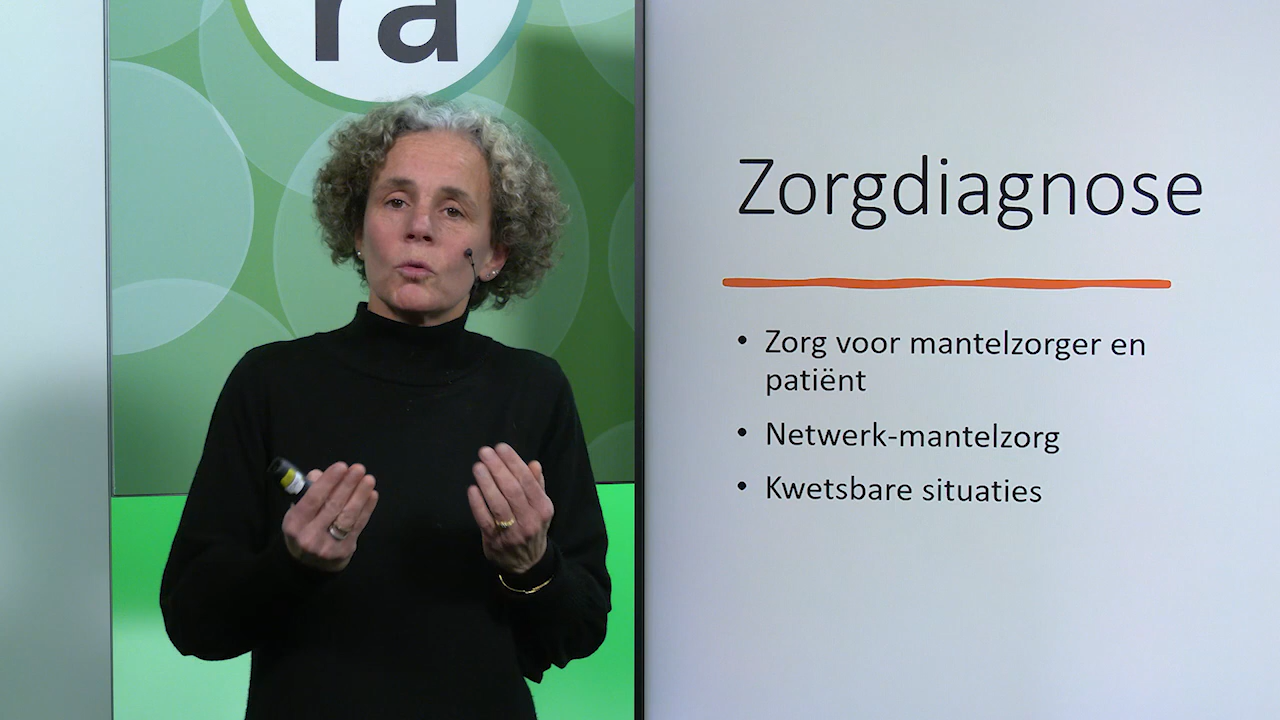 ra
Zorgdiagnose
• Zorg voor mantelzorger en
patiënt
• Netwerk-mantelzorg
• Kwetsbare situaties